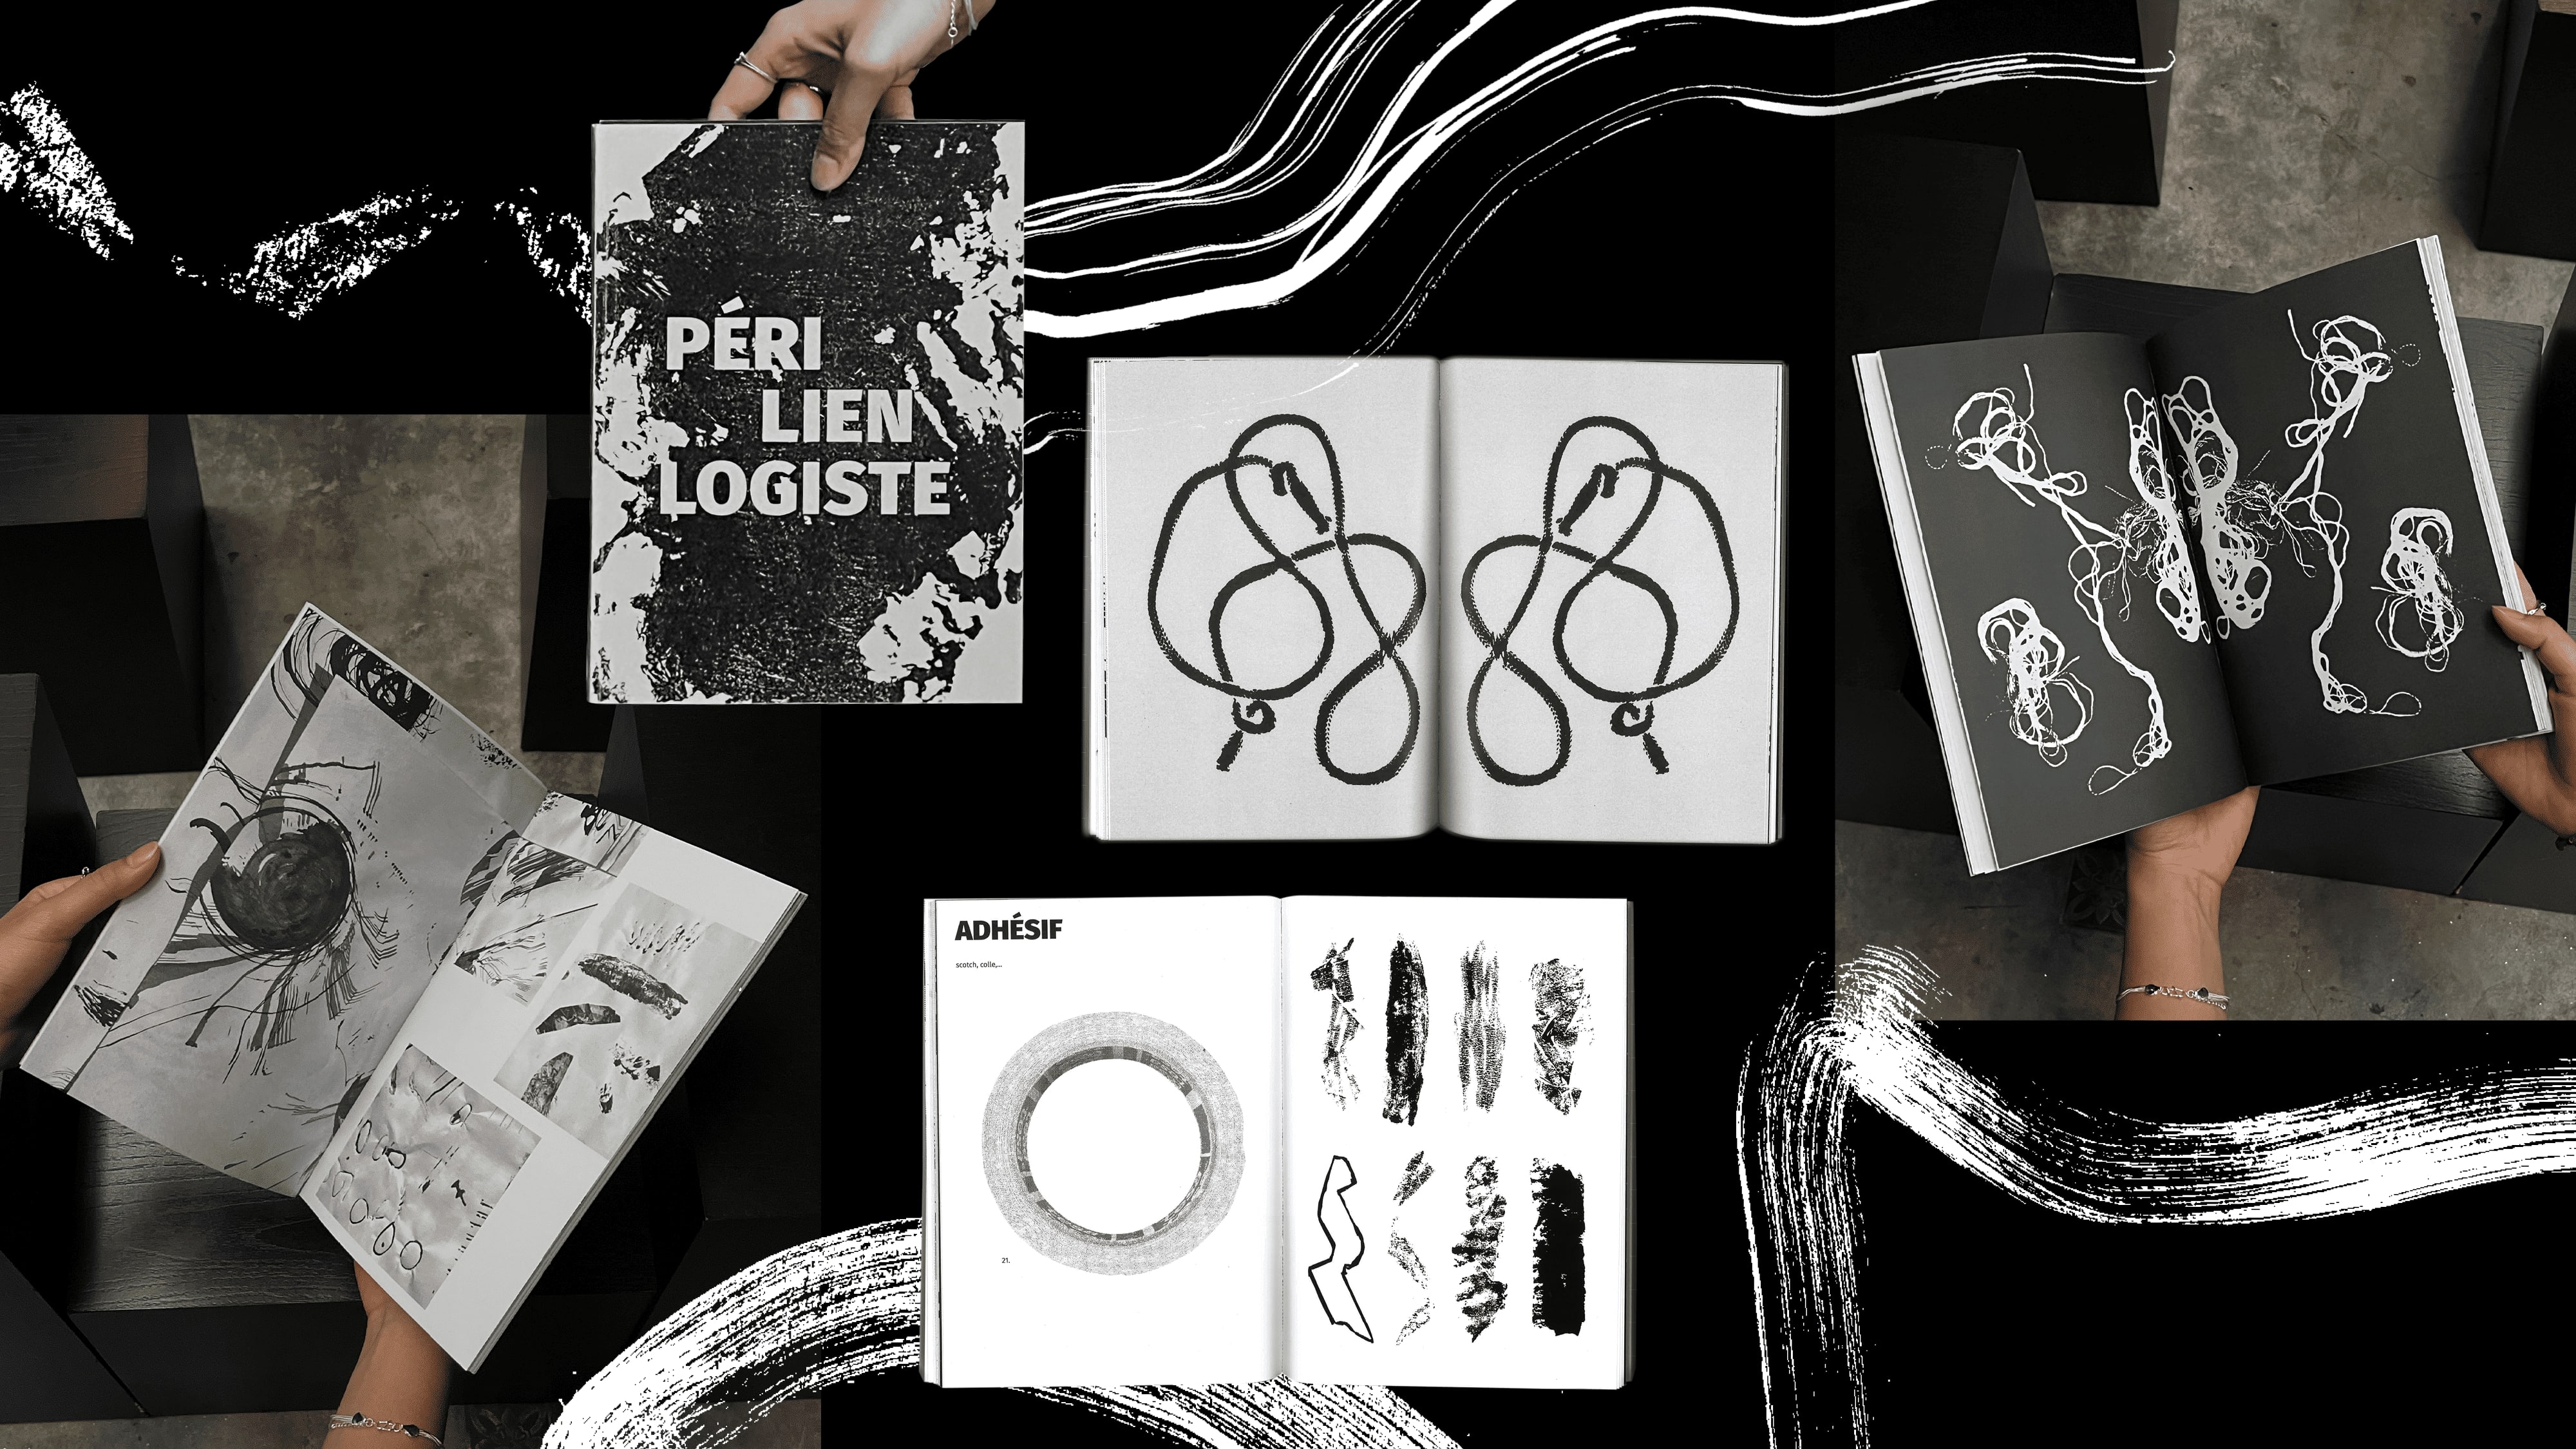 PÉRI
LIEN
LOGISTE
ADHÉSIF
scotch, colle,...
21.